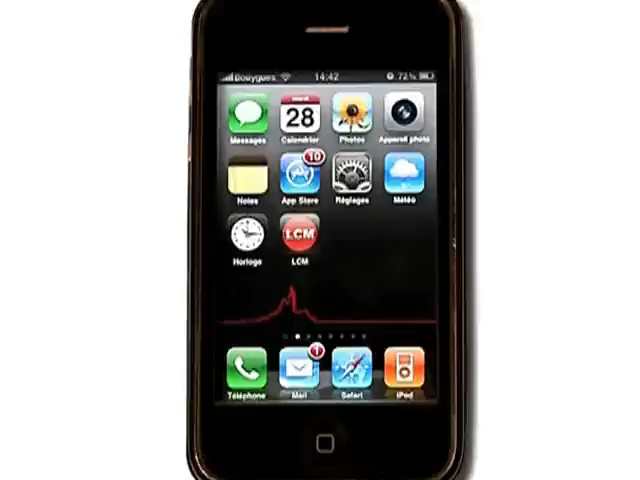 Bouygues 14:42 72 %
28
Messages Calendrier Photos Appareil photo
10
Notes App Store Réglages Météo
LCM
Horloge LCM
1
Téléphone Mail Safari iPod